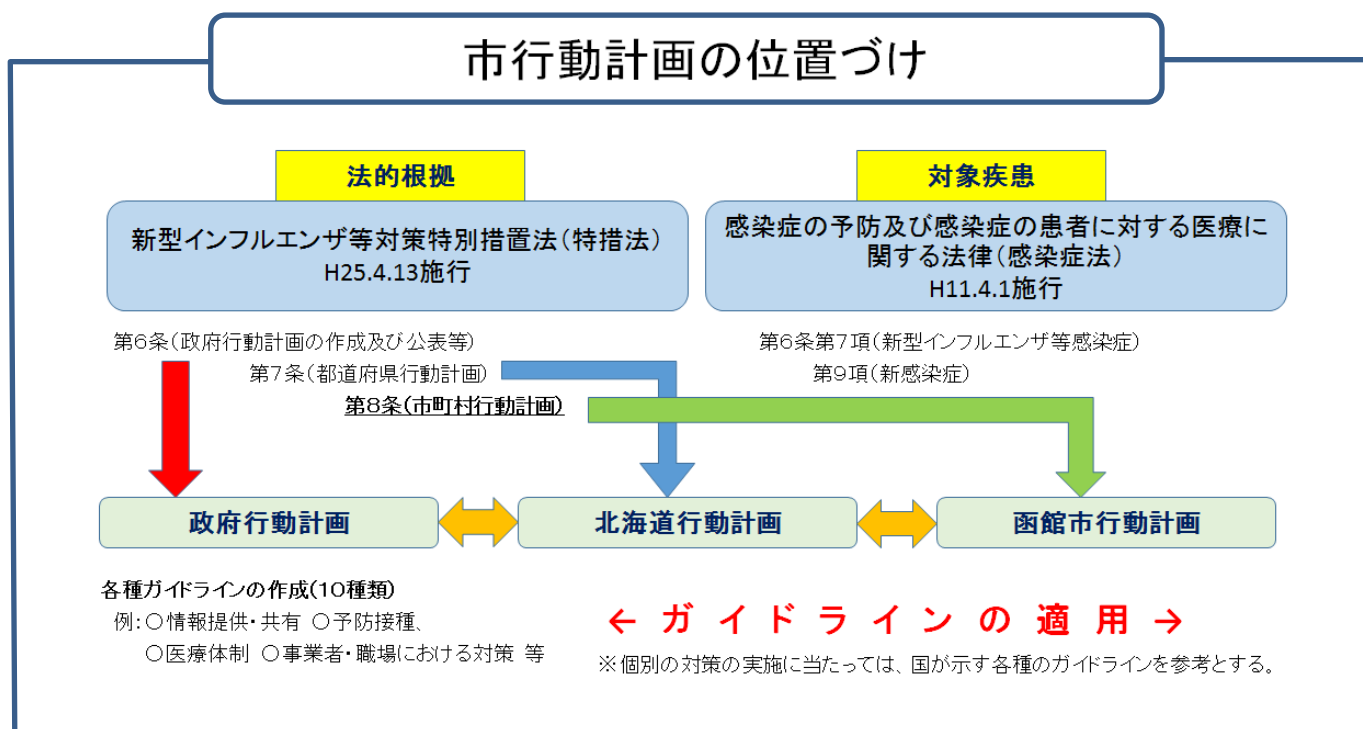 市行動計画の位置づけ
法的根拠
新型インフルエンザ等対策特別措置法(特措法)
H25.4.13施行
対象疾患
感染症の予防及び感染症の患者に対する医療に
関する法律(感染症法)
H11.4.1施行
第6条(政府行動計画の作成及び公表等)
第7条(都道府県行動計画)
第8条(市町村行動計画)
第6条第7項(新型インフルエンザ等感染症)
第9項(新感染症)
政府行動計画
北海道行動計画
函館市行動計画
各種ガイドラインの作成(10種類)
例:○情報提供・共有 ○予防接種、
○医療体制 ○事業者・職場における対策 等
← ガイドラインの適用 →
※個別の対策の実施に当たっては、国が示す各種のガイドラインを参考とする。